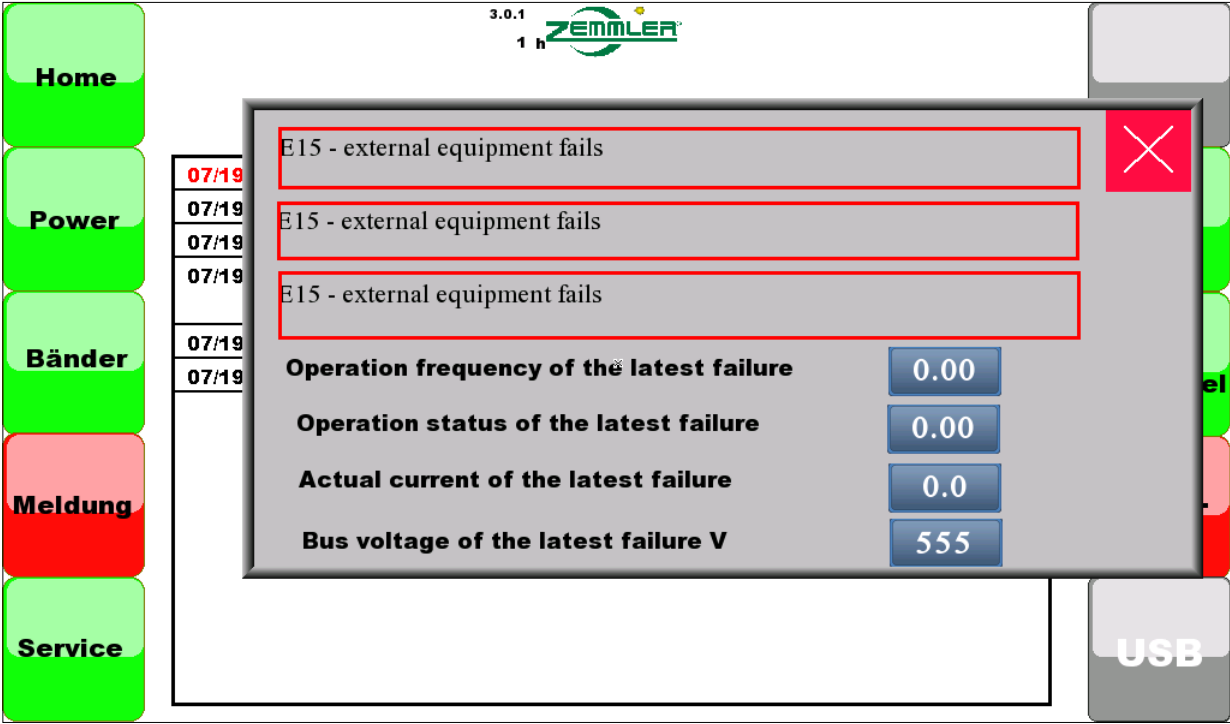 3.0.1
1 h
ZEMMLER
Home
Power
Bänder
Meldung
Service
07/19
07/19
07/19
07/19
07/19
07/19
E15 - external equipment fails
E15 - external equipment fails
E15 - external equipment fails
Operation frequency of the latest failure 0.00
Operation status of the latest failure 0.00
Actual current of the latest failure 0.0
Bus voltage of the latest failure V 555
el
USB